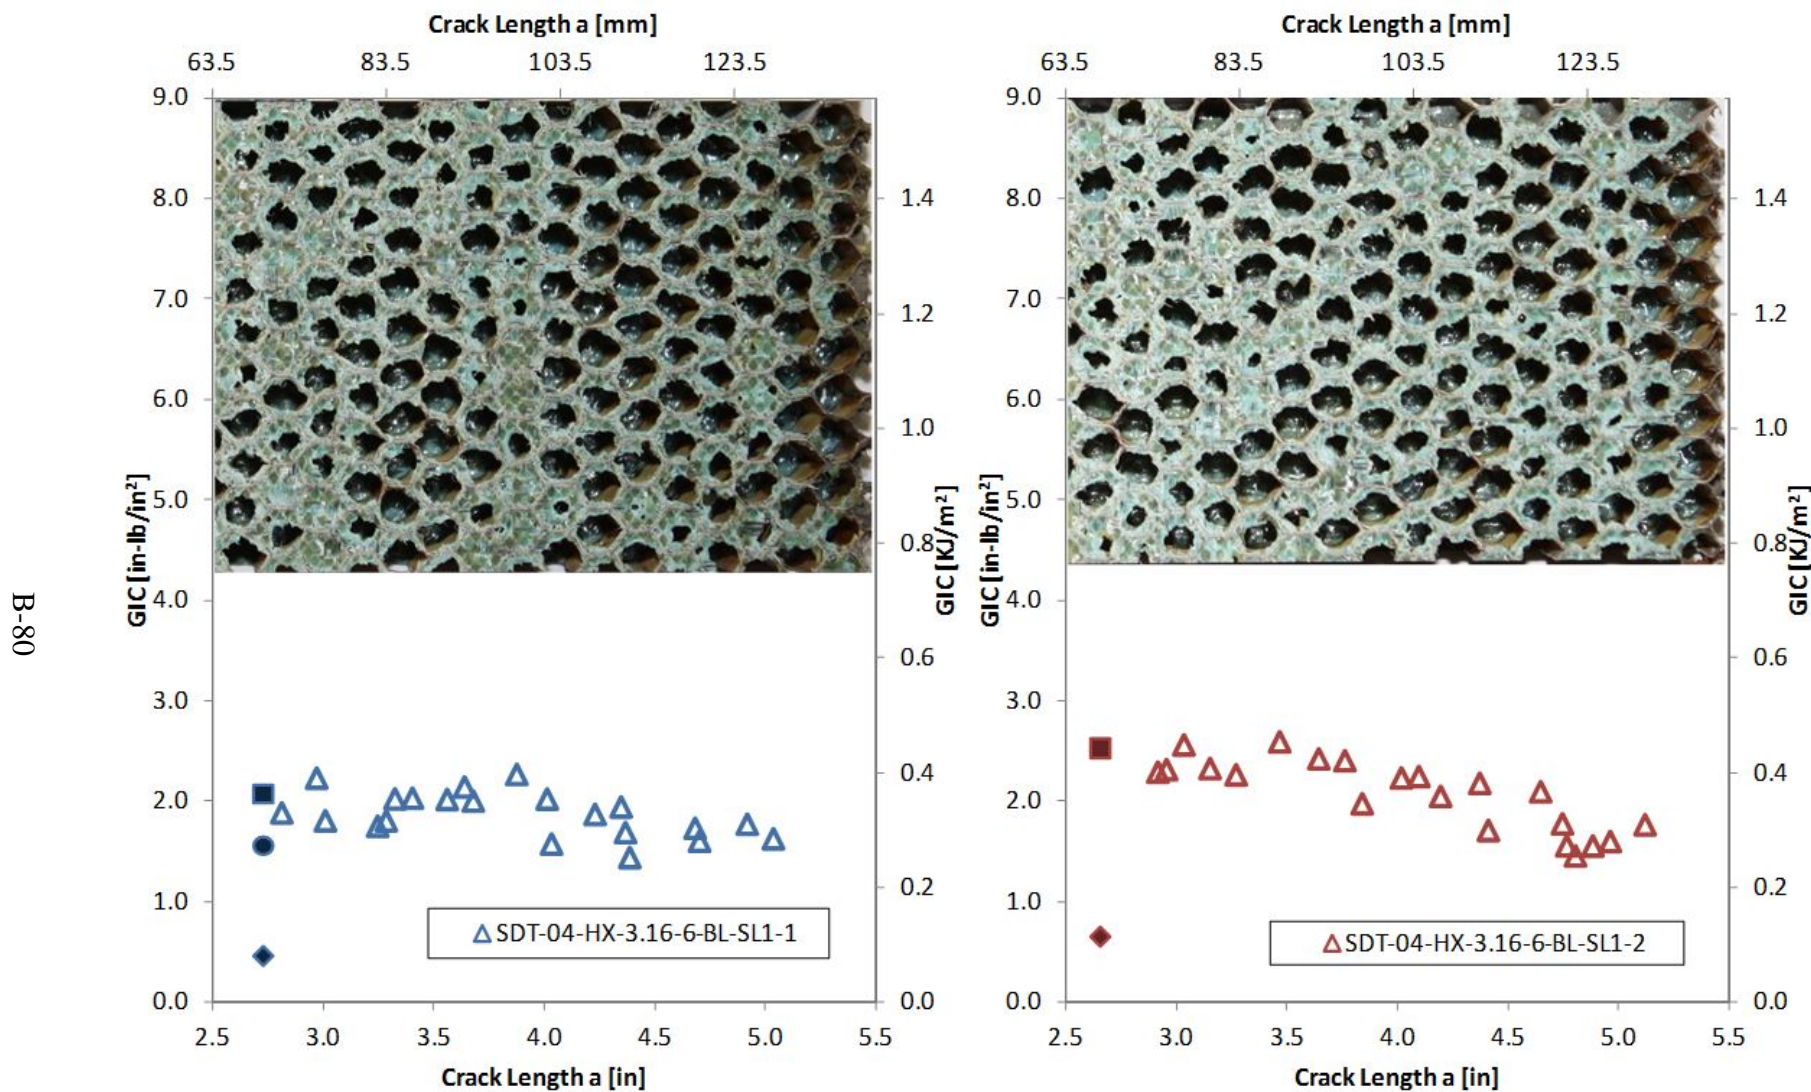 Crack Length a [mm]
63.5 83.5 103.5 123.5
9.0
8.0
7.0
6.0
5.0
4.0
3.0
2.0
1.0
0.0
GIC [in-lb/in²]
1.4
1.2
1.0
0.8
0.6
0.4
0.2
0.0
GIC [KJ/m²]
SDT-04-HX-3.16-6-BL-SL1-1
2.5 3.0 3.5 4.0 4.5 5.0 5.5
Crack Length a [in]
Crack Length a [mm]
63.5 83.5 103.5 123.5
9.0
8.0
7.0
6.0
5.0
4.0
3.0
2.0
1.0
0.0
GIC [in-lb/in²]
1.4
1.2
1.0
0.8
0.6
0.4
0.2
0.0
GIC [KJ/m²]
SDT-04-HX-3.16-6-BL-SL1-2
2.5 3.0 3.5 4.0 4.5 5.0 5.5
Crack Length a [in]
B-80